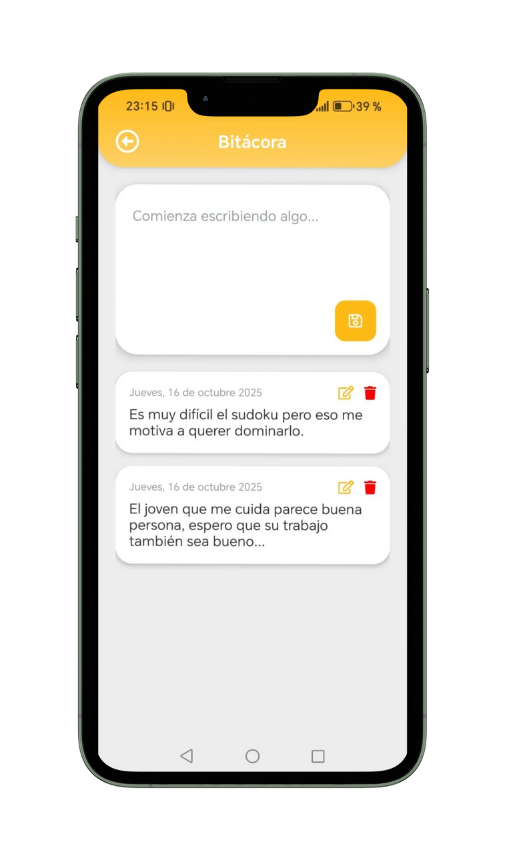 23:15
39 %
Bitácora
Comienza escribiendo algo...
Jueves, 16 de octubre 2025
Es muy difícil el sudoku pero eso me
motiva a querer dominarlo.
Jueves, 16 de octubre 2025
El joven que me cuida parece buena
persona, espero que su trabajo
también sea bueno...